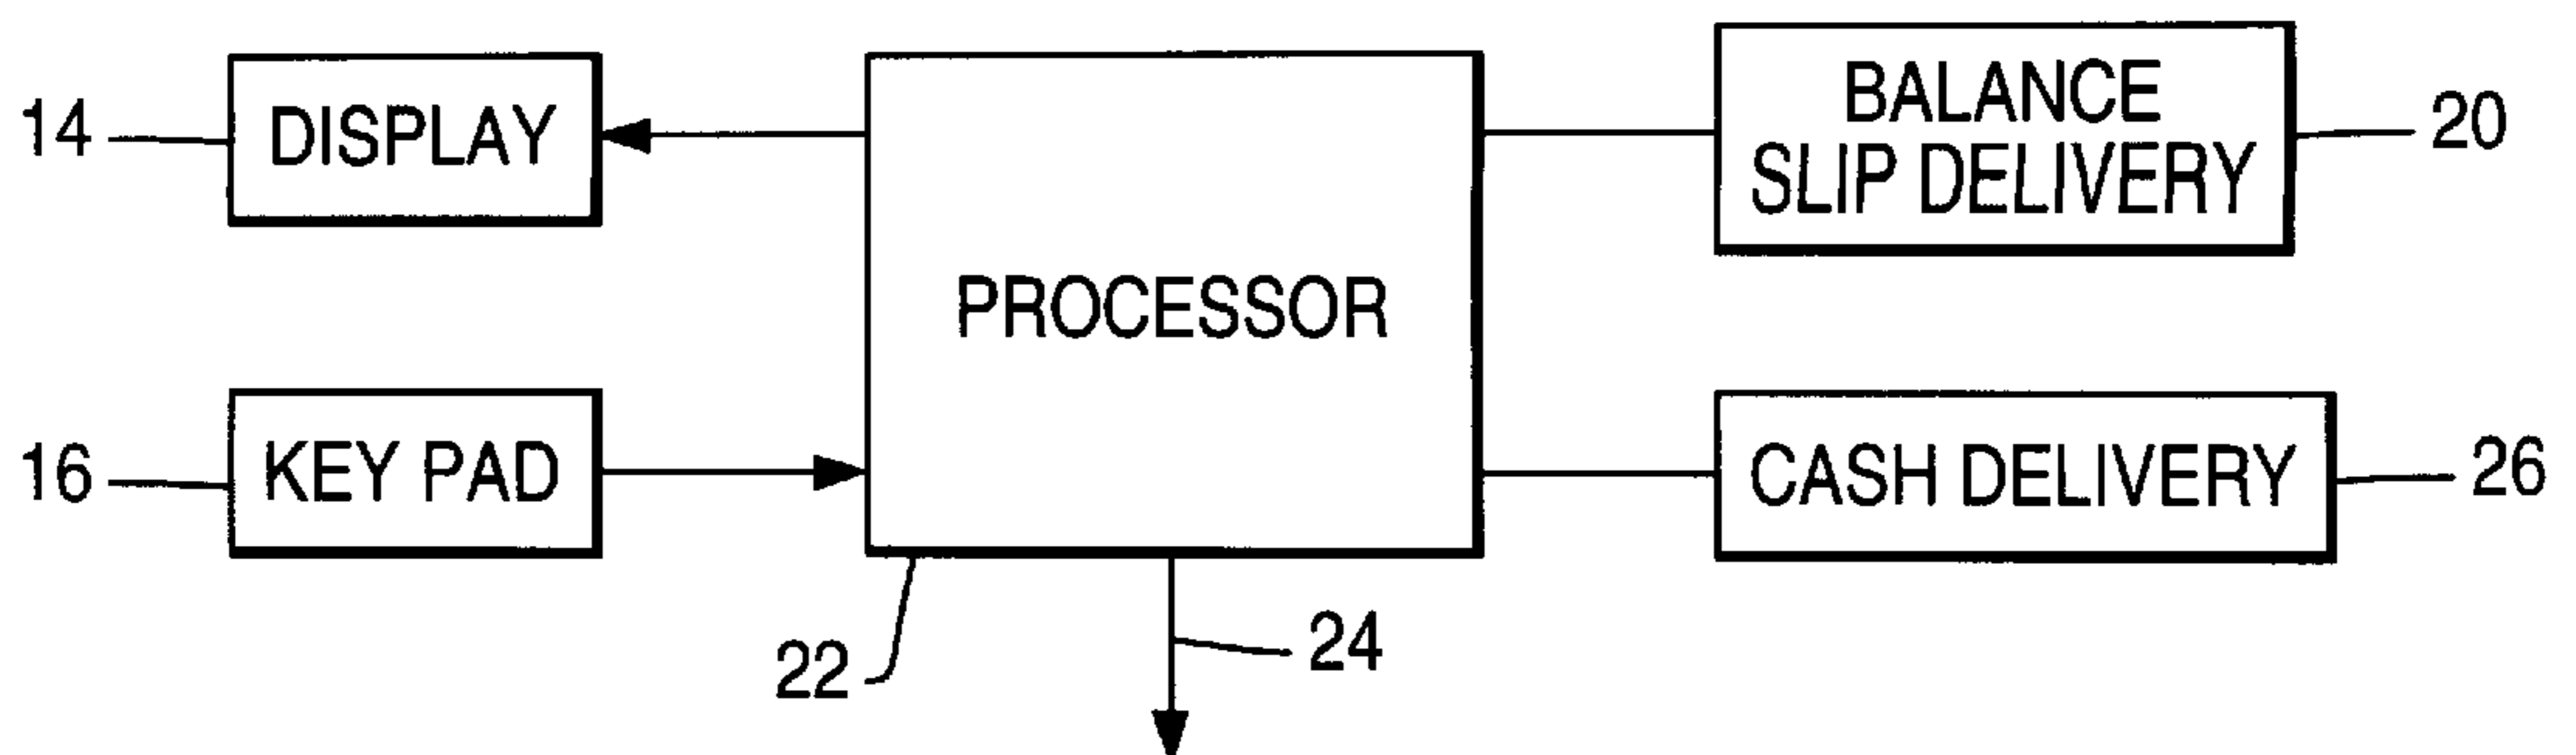 14
DISPLAY
PROCESSOR
BALANCE
SLIP DELIVERY
20
16
KEY PAD
CASH DELIVERY
26
22
24